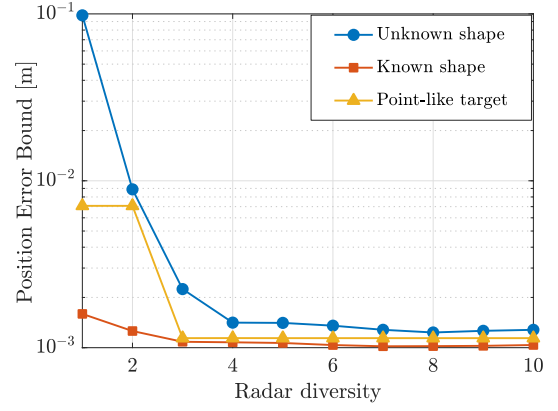 10^-1
Unknown shape
Known shape
Point-like target
Position Error Bound [m]
10^-2
10^-3
2 4 6 8 10
Radar diversity